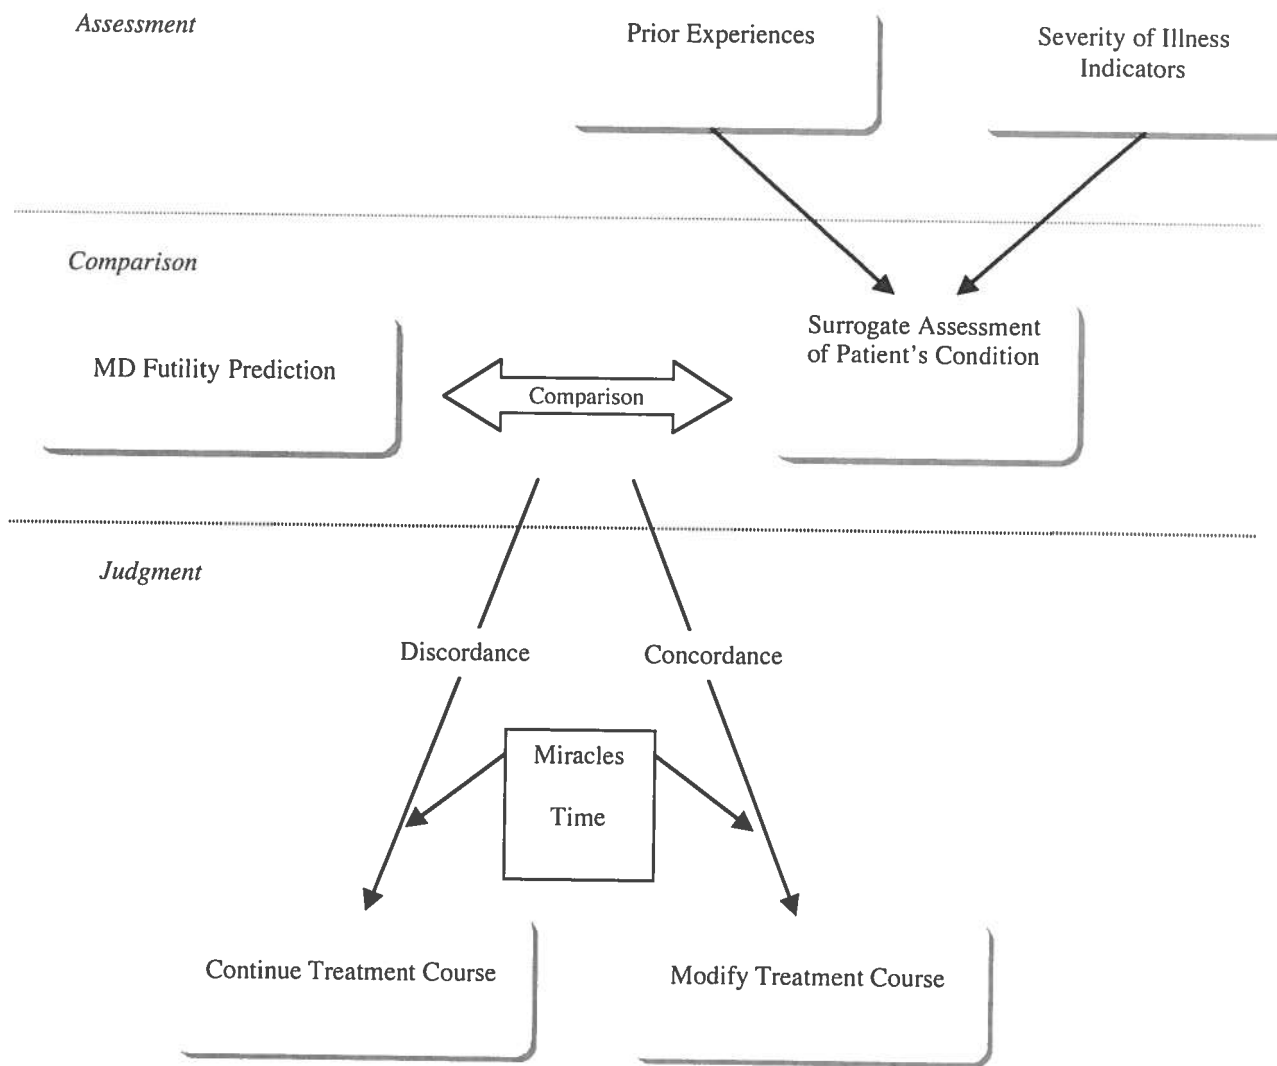 Assessment
Prior Experiences
Severity of Illness
Indicators
Comparison
Surrogate Assessment
of Patient's Condition
MD Futility Prediction
Comparison
Judgment
Discordance
Concordance
Miracles
Time
Continue Treatment Course
Modify Treatment Course